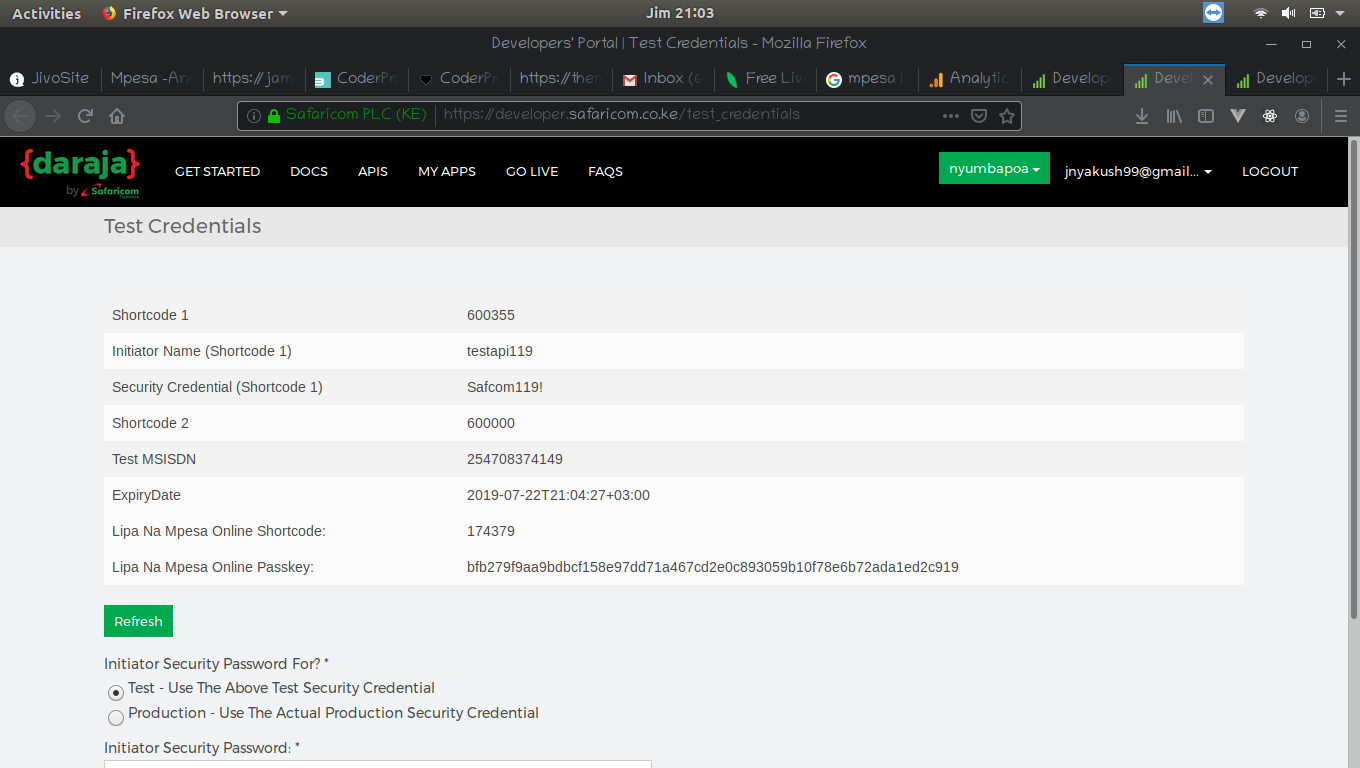 Activities Firefox Web Browser Jim 21:03
Developers' Portal | Test Credentials - Mozilla Firefox
JivoSite Mpesa -An https://jam CoderPr CoderPr https://them Inbox (6 Free Liv mpesa i Analytic Develop Devel Develop
Safaricom PLC (KE) https://developer.safaricom.co.ke/test_credentials
{daraja} GET STARTED DOCS APIS MY APPS GO LIVE FAQS nyumbapoa jnyakush99@gmail... LOGOUT
by Safaricom
Test Credentials
Shortcode 1 600355
Initiator Name (Shortcode 1) testapi119
Security Credential (Shortcode 1) Safcom119!
Shortcode 2 600000
Test MSISDN 254708374149
ExpiryDate 2019-07-22T21:04:27+03:00
Lipa Na Mpesa Online Shortcode: 174379
Lipa Na Mpesa Online Passkey: bfb279f9aa9bdbcf158e97dd71a467cd2e0c893059b10f78e6b72ada1ed2c919
Refresh
Initiator Security Password For? *
Test - Use The Above Test Security Credential
Production - Use The Actual Production Security Credential
Initiator Security Password: *